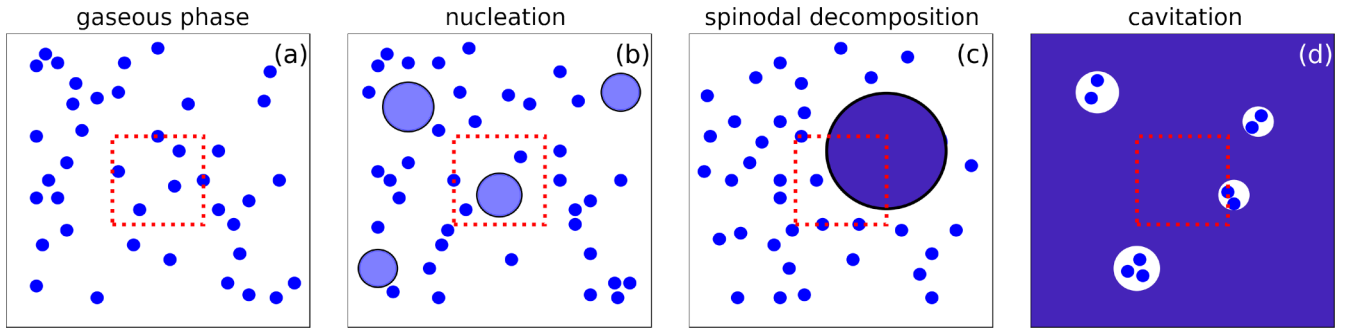 gaseous phase
nucleation
spinodal decomposition
cavitation
(a)
(b)
(c)
(d)